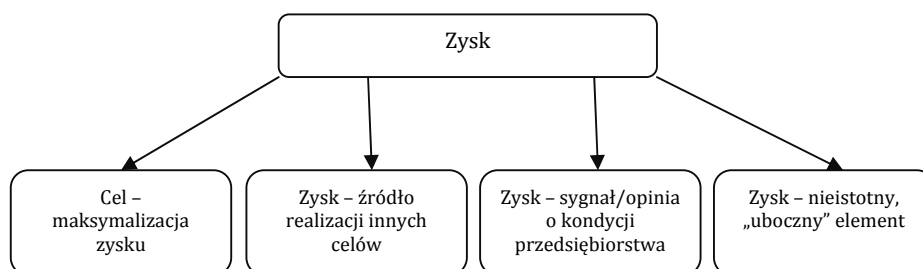 Zysk
Cel –
maksymalizacja
zysku
Zysk – źródło
realizacji innych
celów
Zysk – sygnał/opinia
o kondycji
przedsiębiorstwa
Zysk – nieistotny,
„uboczny” element